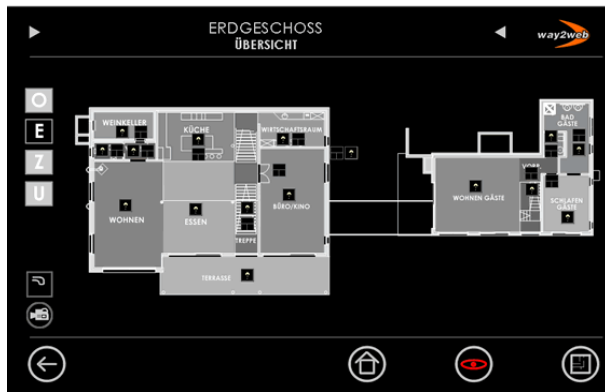 ERDGESCHOSS
ÜBERSICHT
way2web
O
E
Z
U
WEINKELLER
KÜCHE
WIRTSCHAFTSRAUM
BAD
GÄSTE
WOHNEN
ESSEN
BÜRO/KINO
TREPPE
TERRASSE
WOHNEN GÄSTE
SCHLAFEN
GÄSTE